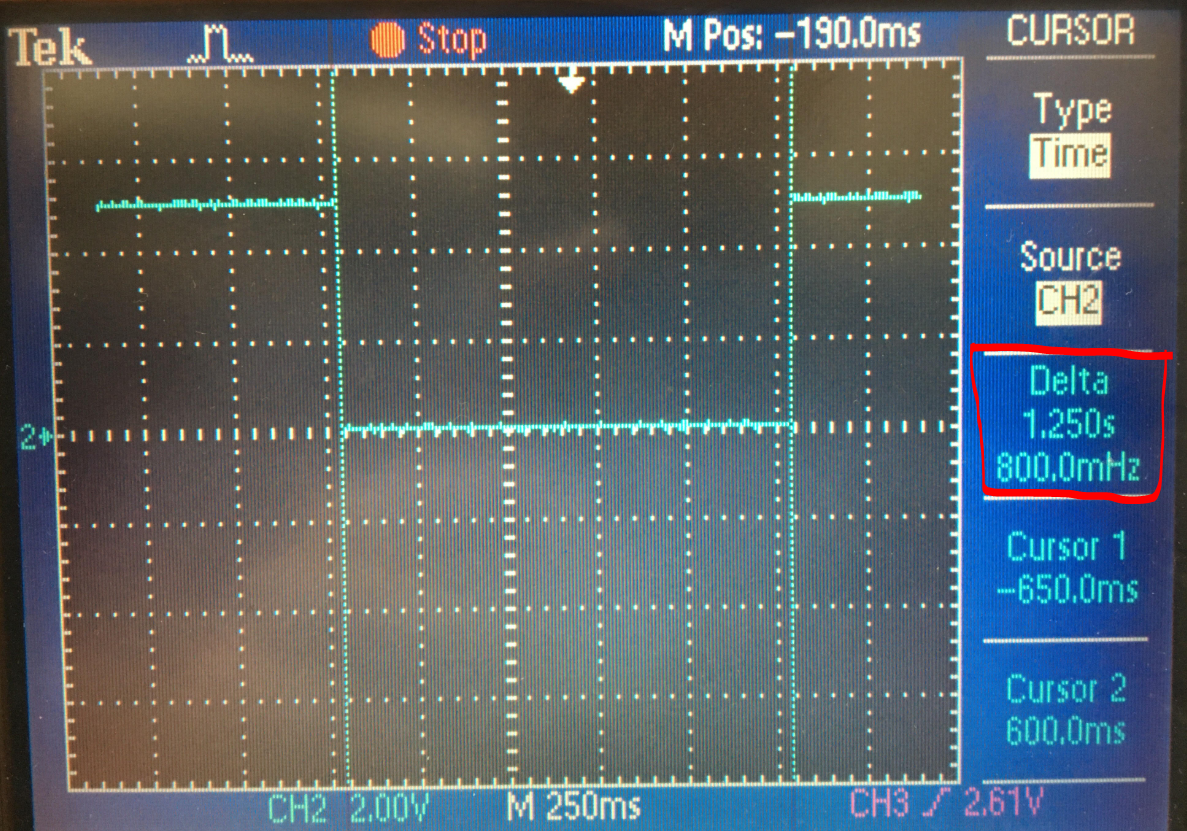 Tek Stop M Pos: -190.0ms CURSOR
Type
Time
Source
CH2
Delta
1.250s
800.0mHz
Cursor 1
-650.0ms
Cursor 2
600.0ms
2
CH2 2.00V M 250ms CH3 2.61V